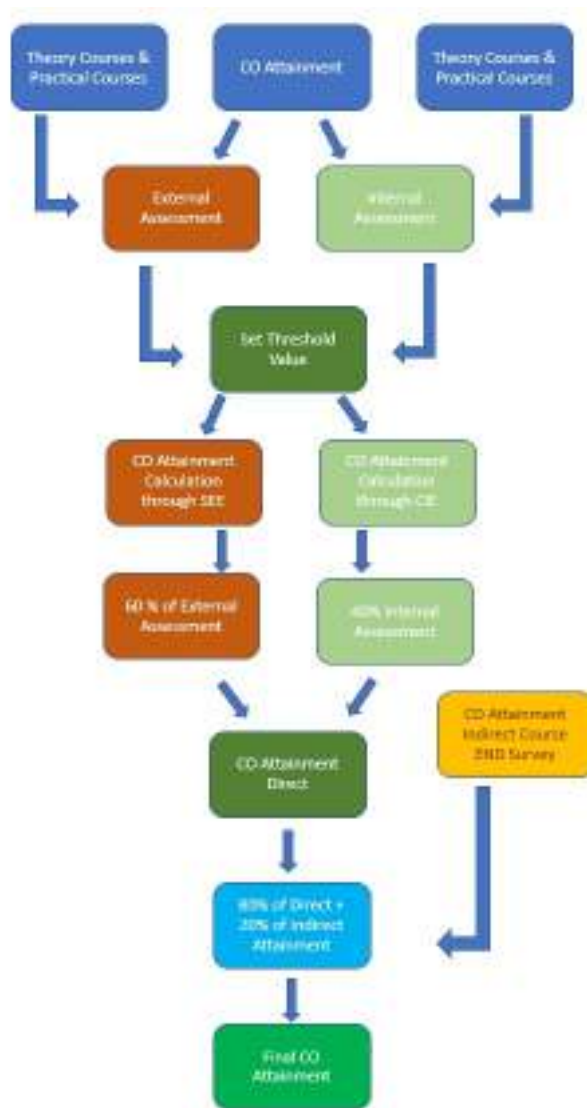 Theory Courses &
Practical Courses
CO Attainment
Theory Courses &
Practical Courses
External
Assessment
Internal
Assessment
Set Threshold
Value
CO Attainment
Calculation
through SEE
CO Attainment
Calculation
through CIE
60 % of External
Assessment
40% Internal
Assessment
CO Attainment
Direct
CO Attainment
Indirect Course
END Survey
80% of Direct +
20% of Indirect
Attainment
Final CO
Attainment